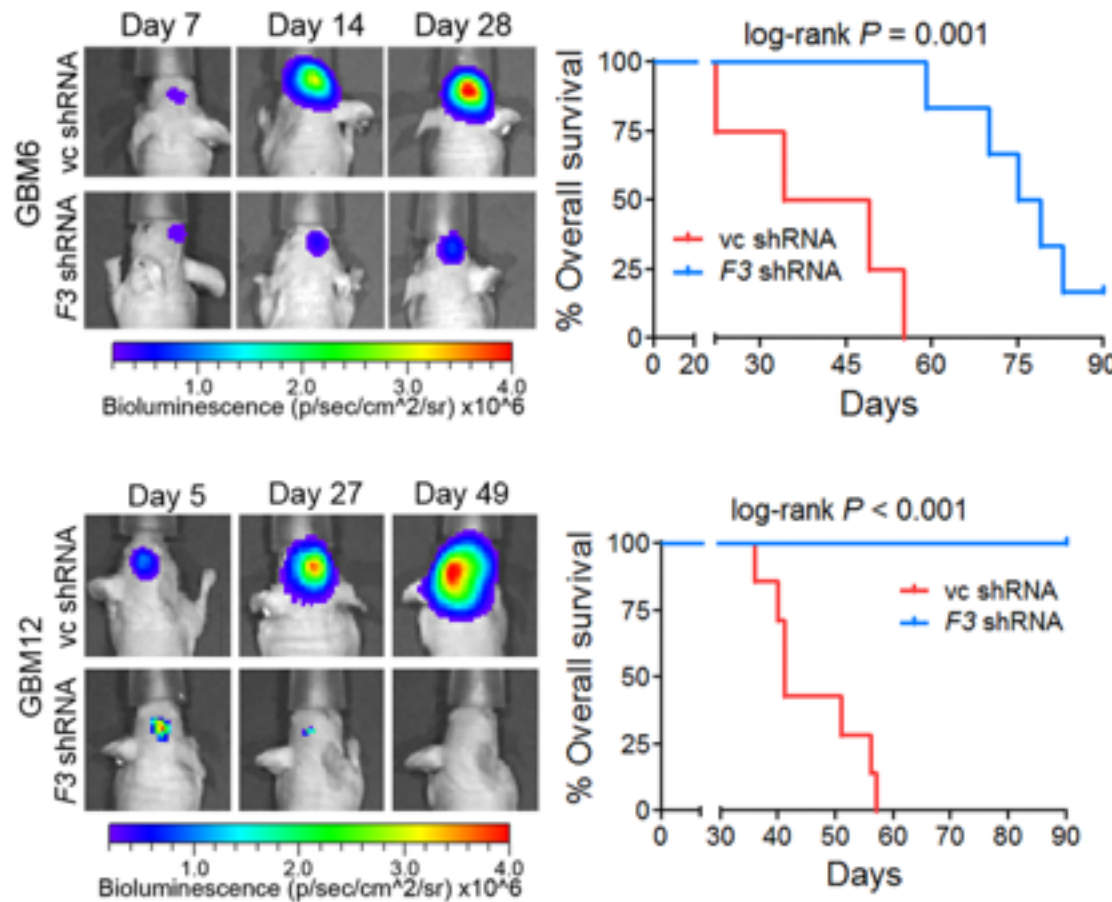 Day 7 Day 14 Day 28
GBM6
vc shRNA
F3 shRNA
1.0 2.0 3.0 4.0
Bioluminescence (p/sec/cm^2/sr) x10^6
log-rank P = 0.001
% Overall survival
100
75
50
25
0
vc shRNA
F3 shRNA
0 20 30 45 60 75 90
Days
Day 5 Day 27 Day 49
GBM12
vc shRNA
F3 shRNA
1.0 2.0 3.0 4.0
Bioluminescence (p/sec/cm^2/sr) x10^6
log-rank P < 0.001
% Overall survival
100
75
50
25
0
vc shRNA
F3 shRNA
0 30 40 50 60 70 80 90
Days